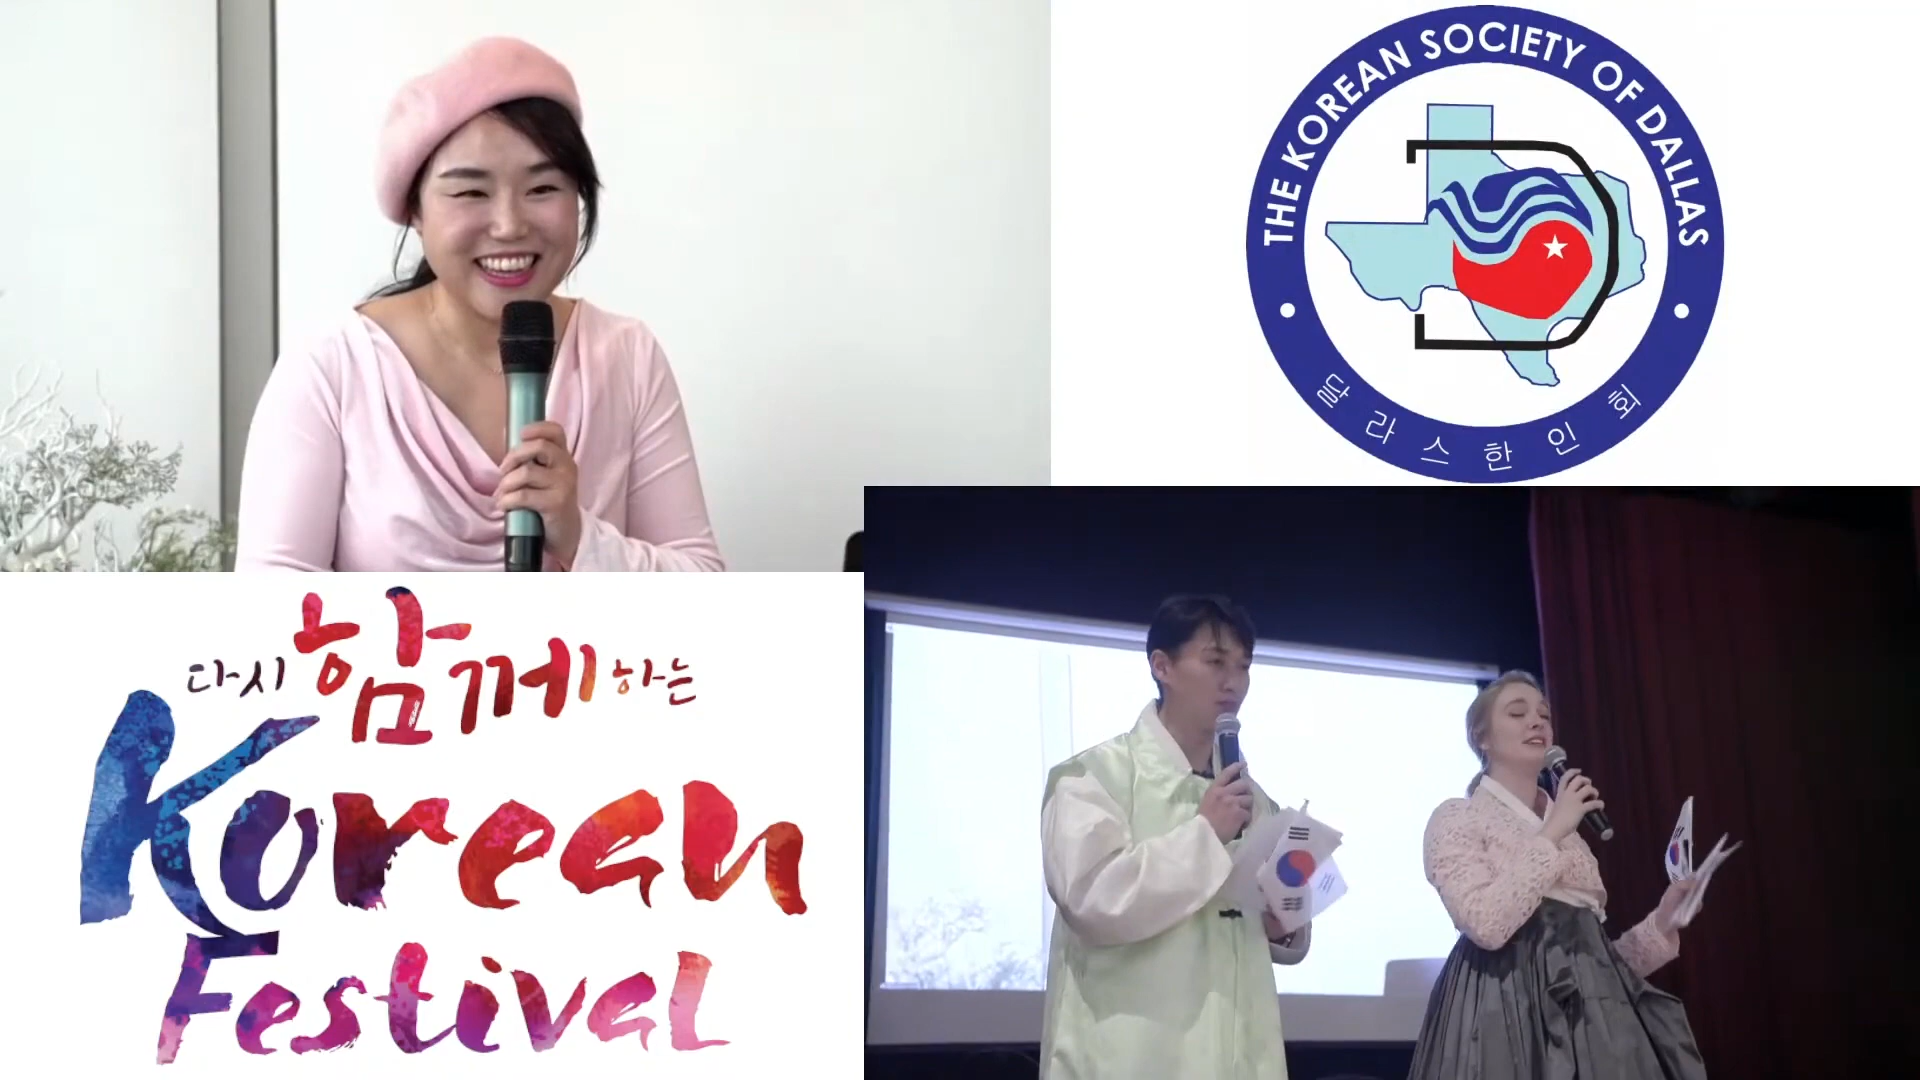 THE KOREAN SOCIETY OF DALLAS
달라스한인회
다시 함께하는
Korean
Festival